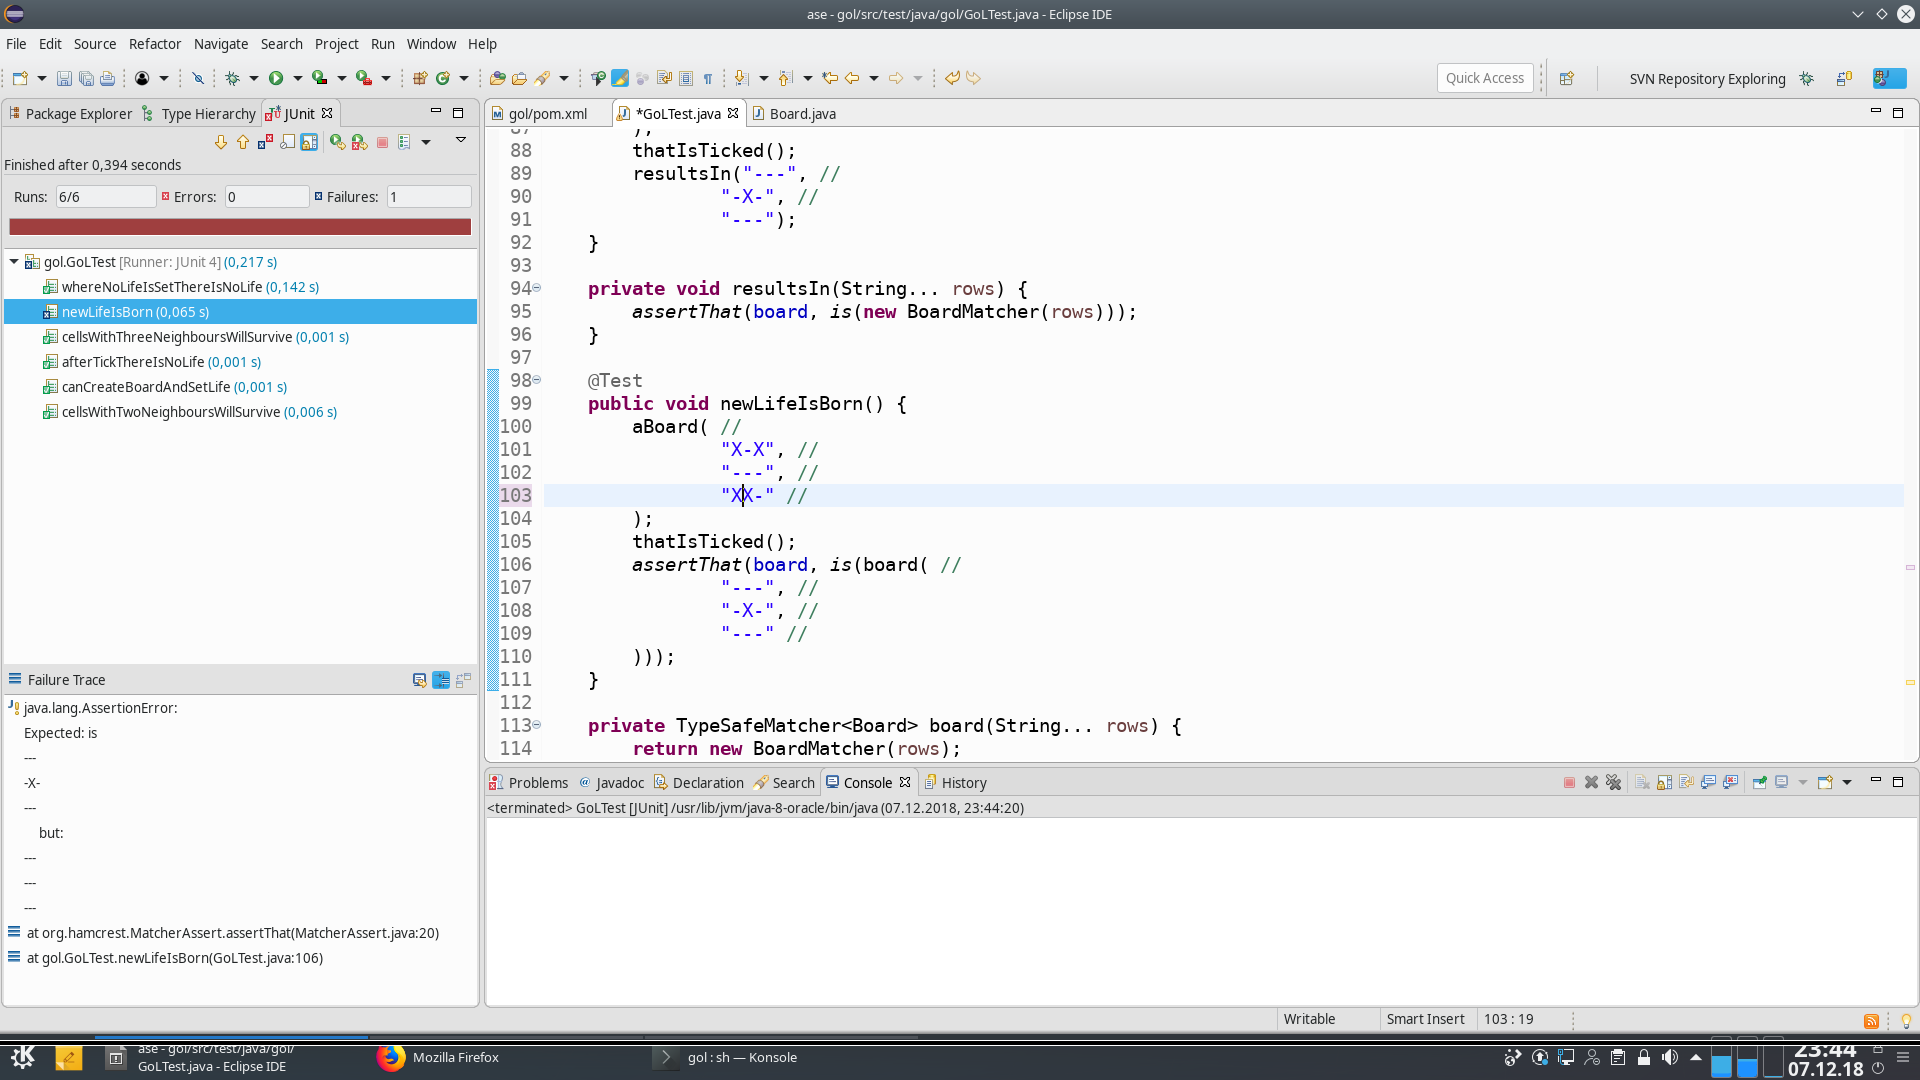 ase - gol/src/test/java/gol/GoLTest.java - Eclipse IDE
File Edit Source Refactor Navigate Search Project Run Window Help
Quick Access
SVN Repository Exploring
Package Explorer Type Hierarchy JUnit
gol/pom.xml *GoLTest.java Board.java
Finished after 0,394 seconds
Runs: 6/6 Errors: 0 Failures: 1
gol.GoLTest [Runner: JUnit 4] (0,217 s)
whereNoLifeIsSetThereIsNoLife (0,142 s)
newLifeIsBorn (0,065 s)
cellsWithThreeNeighboursWillSurvive (0,001 s)
afterTickThereIsNoLife (0,001 s)
canCreateBoardAndSetLife (0,001 s)
cellsWithTwoNeighboursWillSurvive (0,006 s)
Failure Trace
java.lang.AssertionError:
Expected: is
---
-X-
---
but:
---
---
---
at org.hamcrest.MatcherAssert.assertThat(MatcherAssert.java:20)
at gol.GoLTest.newLifeIsBorn(GoLTest.java:106)
87 );
88 thatIsTicked();
89 resultsIn("---", //
90 "-X-", //
91 "---");
92 }
93
94 private void resultsIn(String... rows) {
95 assertThat(board, is(new BoardMatcher(rows)));
96 }
97
98 @Test
99 public void newLifeIsBorn() {
100 aBoard( //
101 "X-X", //
102 "---", //
103 "XX-" //
104 );
105 thatIsTicked();
106 assertThat(board, is(board( //
107 "---", //
108 "-X-", //
109 "---" //
110 )));
111 }
112
113 private TypeSafeMatcher<Board> board(String... rows) {
114 return new BoardMatcher(rows);
Problems Javadoc Declaration Search Console History
<terminated> GoLTest [JUnit] /usr/lib/jvm/java-8-oracle/bin/java (07.12.2018, 23:44:20)
Writable Smart Insert 103 : 19
ase - gol/src/test/java/gol/
GoLTest.java - Eclipse IDE
Mozilla Firefox
gol : sh — Konsole
23:44
07.12.18